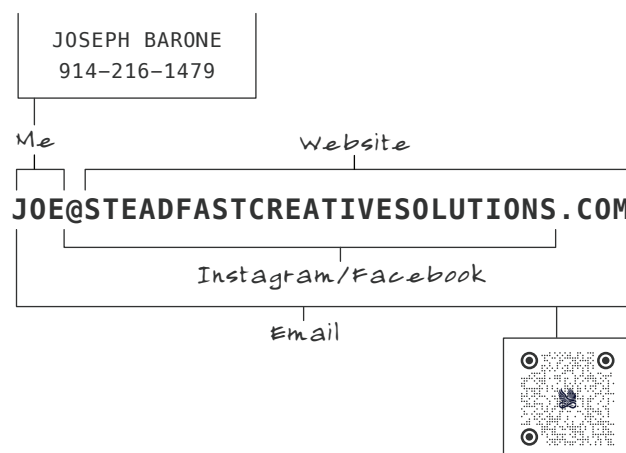 JOSEPH BARONE
914-216-1479
Me
Website
JOE@STEADFASTCREATIVESOLUTIONS.COM
Instagram/Facebook
Email